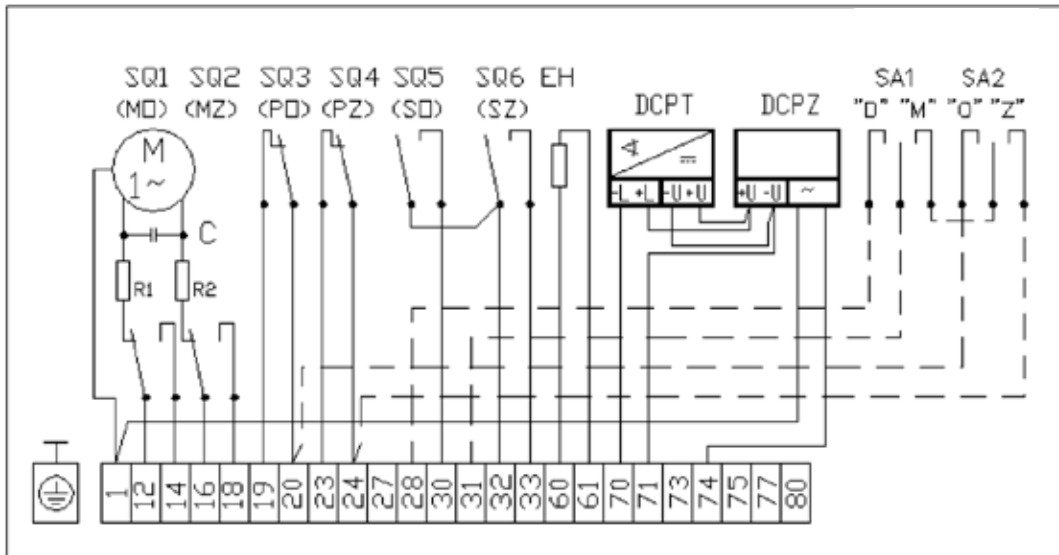 SQ1 SQ2 SQ3 SQ4 SQ5 SQ6 EH
(MO) (MZ) (PO) (PZ) (SO) (SZ)
DCPT DCPZ
SA1 SA2
"D" "M" "O" "Z"
M
1~
C
R1 R2
-L +L -U +U
+U -U ~
1 12 14 16 18 19 20 23 24 27 28 30 31 32 33 60 61 70 71 73 74 75 77 80